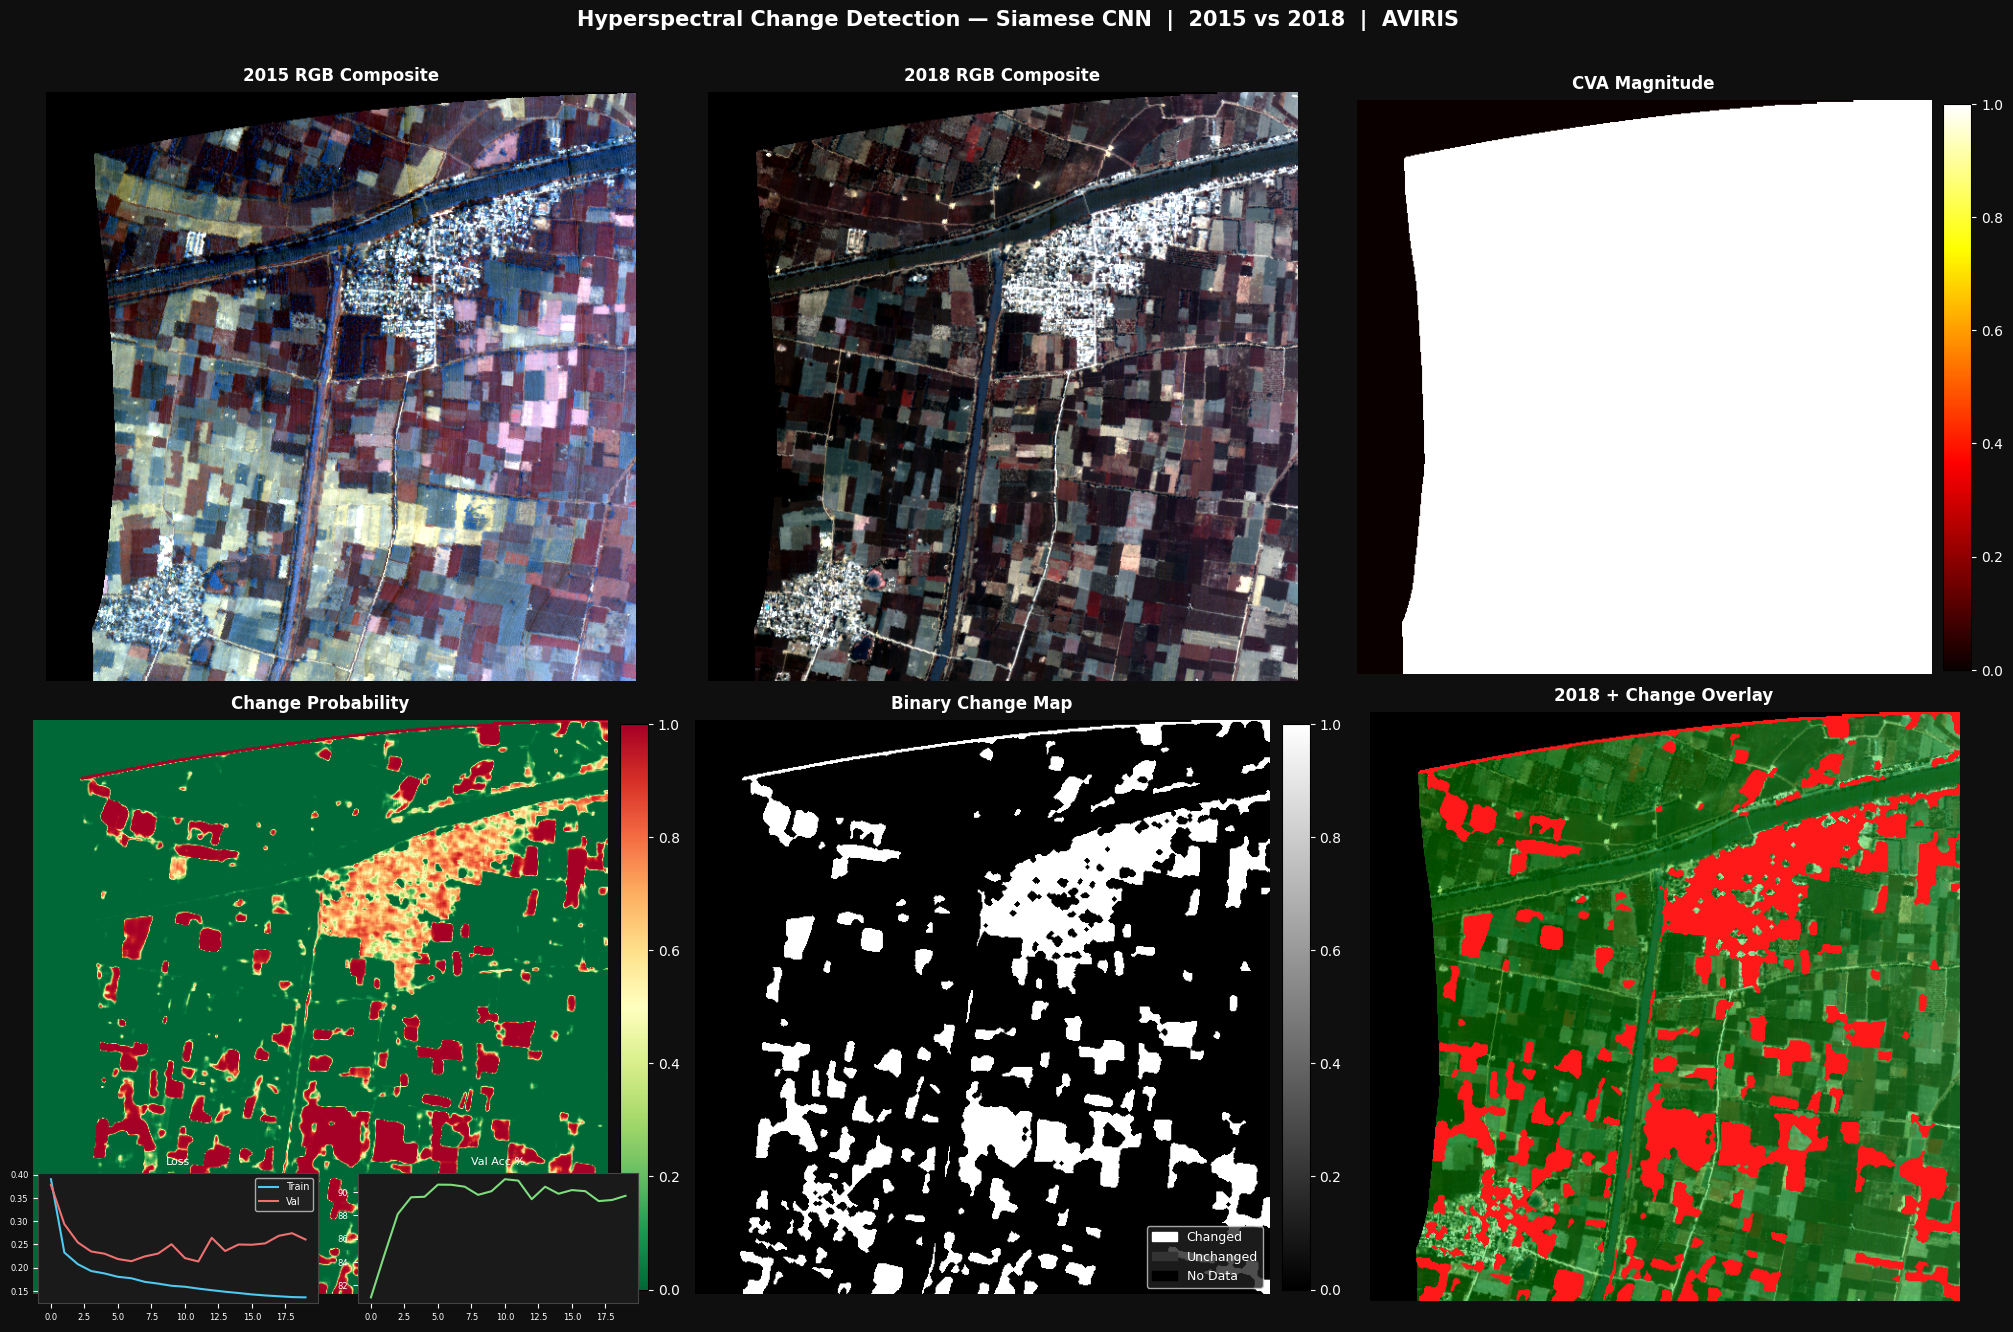 Hyperspectral Change Detection — Siamese CNN | 2015 vs 2018 | AVIRIS
2015 RGB Composite
2018 RGB Composite
CVA Magnitude
1.0
0.8
0.6
0.4
0.2
0.0
Change Probability
1.0
0.8
0.6
0.4
0.2
0.0
Binary Change Map
1.0
0.8
0.6
0.4
0.2
0.0
Changed
Unchanged
No Data
2018 + Change Overlay
Loss
0.40
0.35
0.30
0.25
0.20
0.15
Train
Val
0.0 2.5 5.0 7.5 10.0 12.5 15.0 17.5
Val Acc %
90
88
86
84
82
0.0 2.5 5.0 7.5 10.0 12.5 15.0 17.5